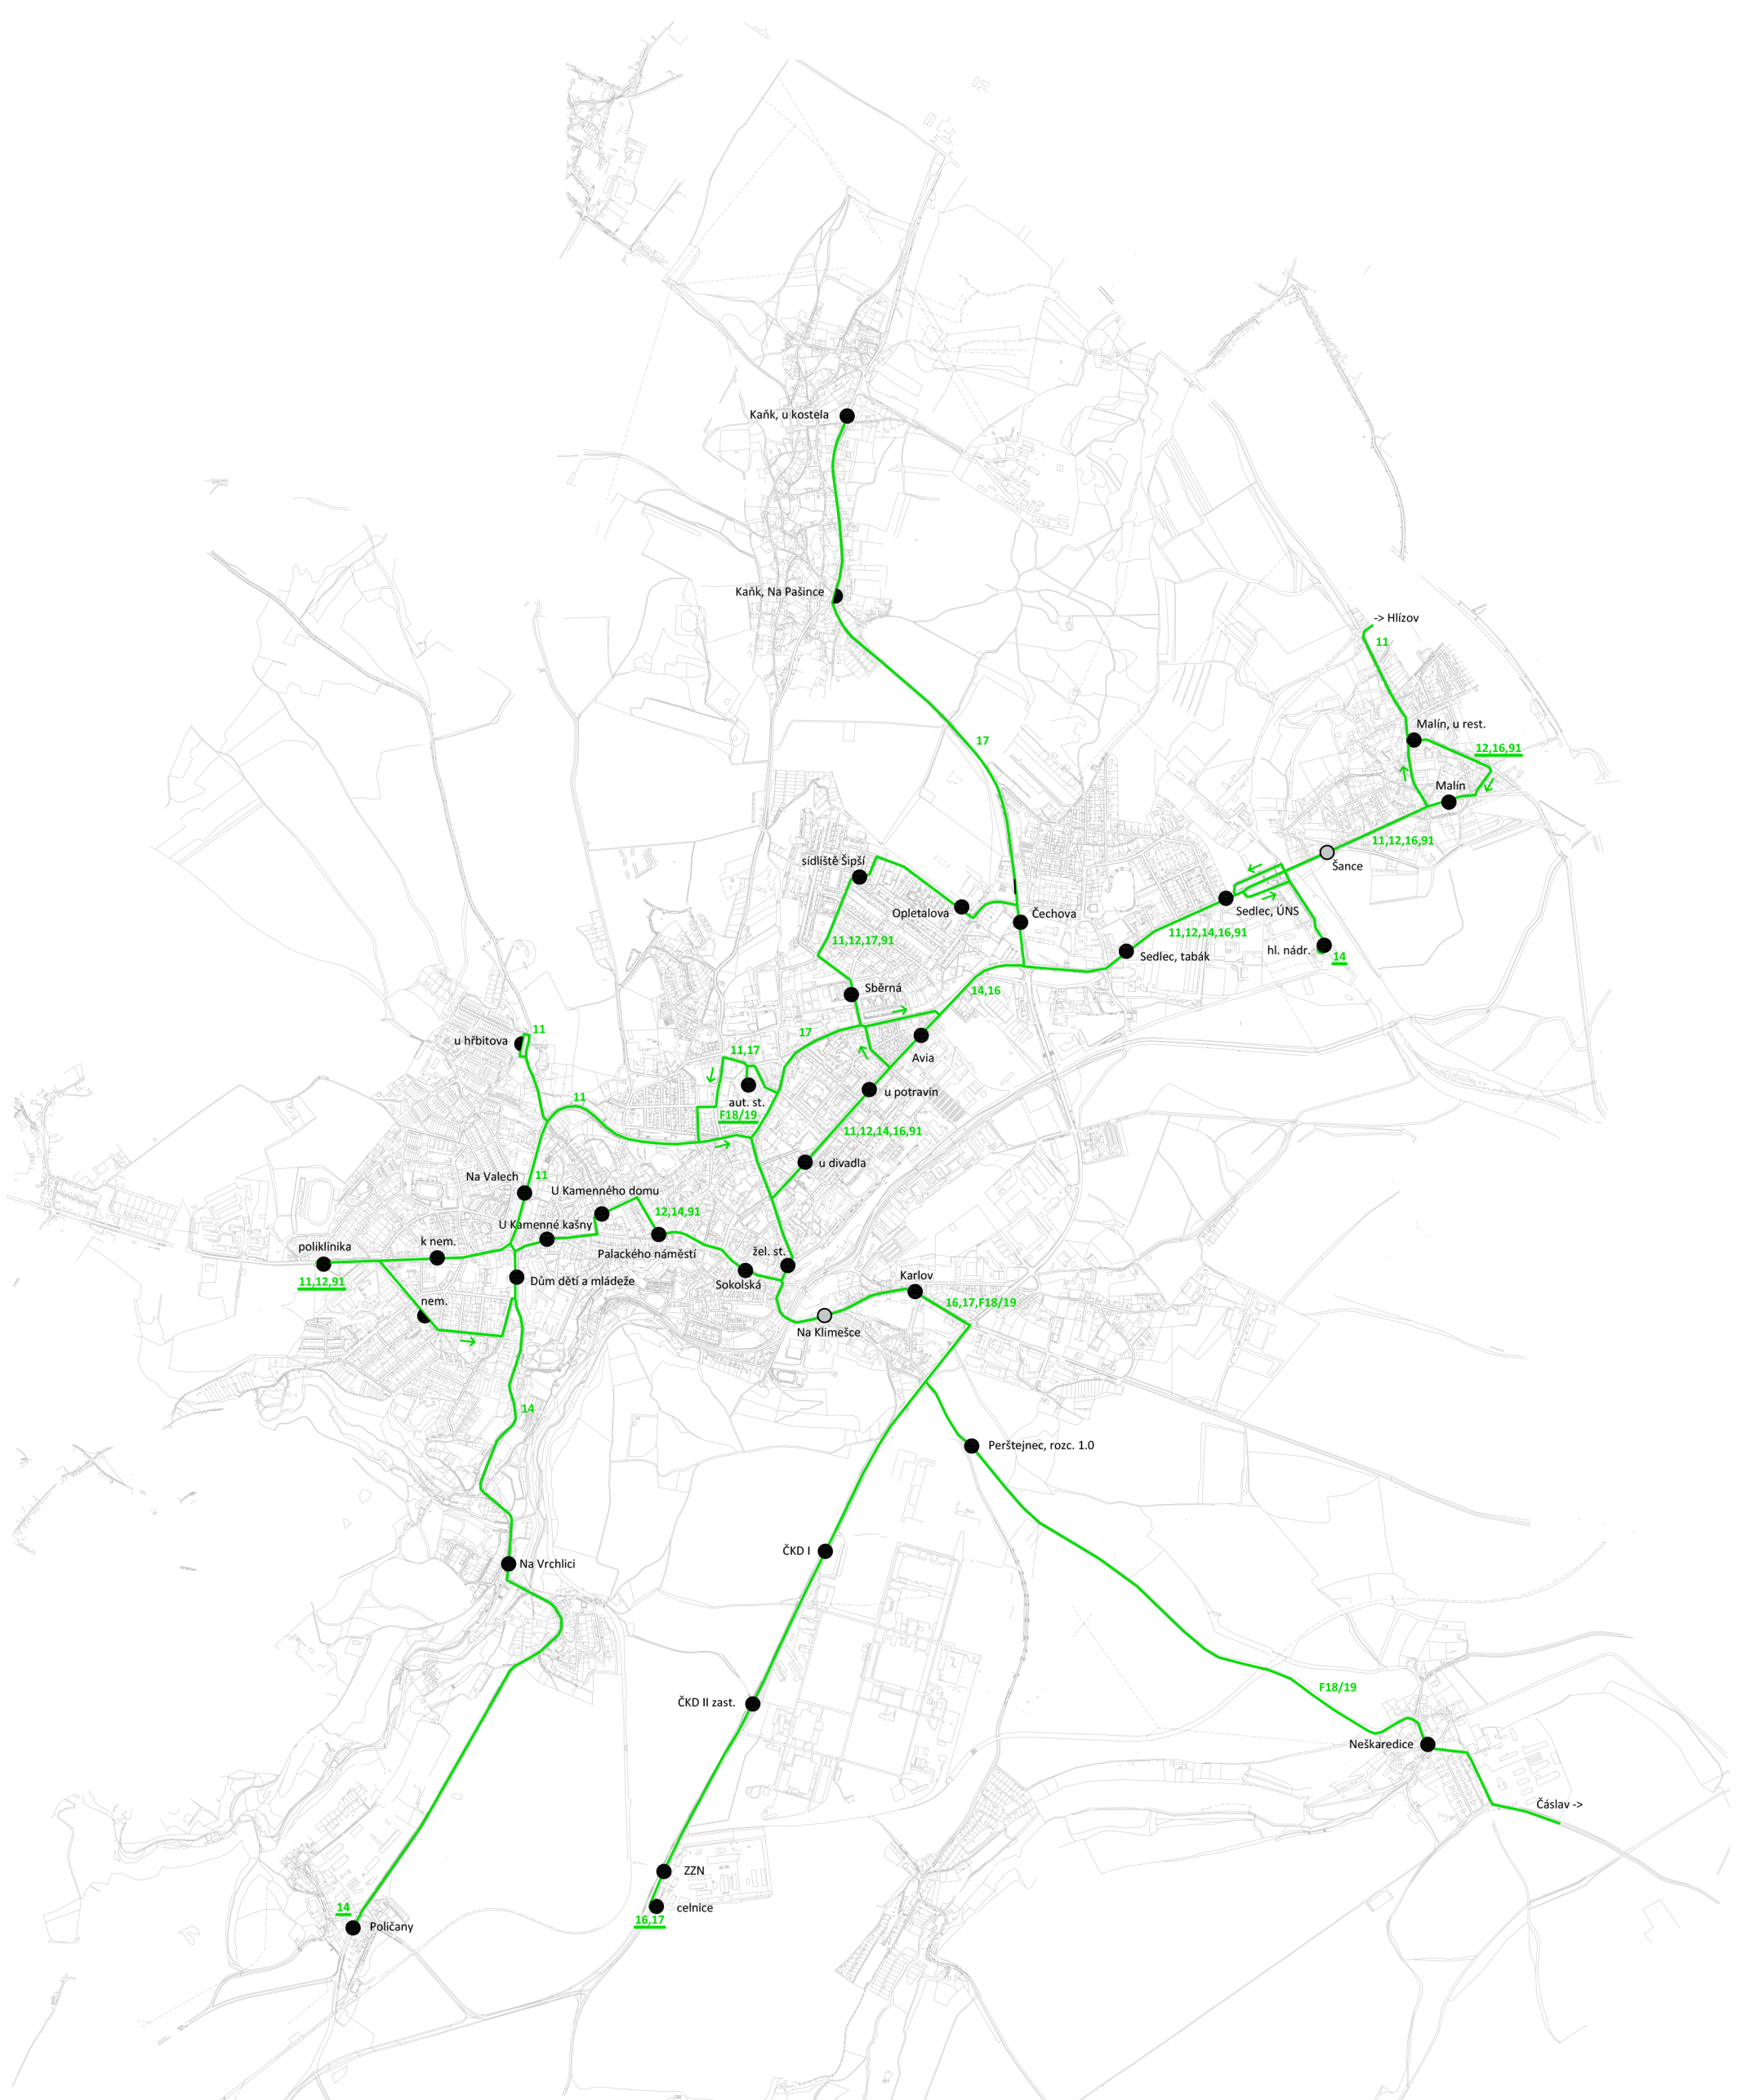 Kaňk, u kostela
Kaňk, Na Pašince
-> Hlízov
11
Malín, u rest.
17
12,16,91
Malín
11,12,16,91
sídliště Šipší
Šance
Opletalova
Čechova
Sedlec, ÚNS
11,12,14,16,91
11,12,17,91
hl. nádr.
Sedlec, tabák
14
Sběrná
14,16
11
u hřbitova
17
11,17
Avia
u potravin
11
aut. st.
F18/19
11,12,14,16,91
u divadla
Na Valech
11
U Kamenného domu
12,14,91
U Kamenné kašny
k nem.
poliklinika
Palackého náměstí
žel. st.
11,12,91
Dům dětí a mládeže
Sokolská
Karlov
nem.
16,17,F18/19
Na Klimešce
14
Perštejnec, rozc. 1.0
ČKD I
Na Vrchlici
F18/19
ČKD II zast.
Neškaredice
Čáslav ->
ZZN
14
celnice
16,17
Poličany